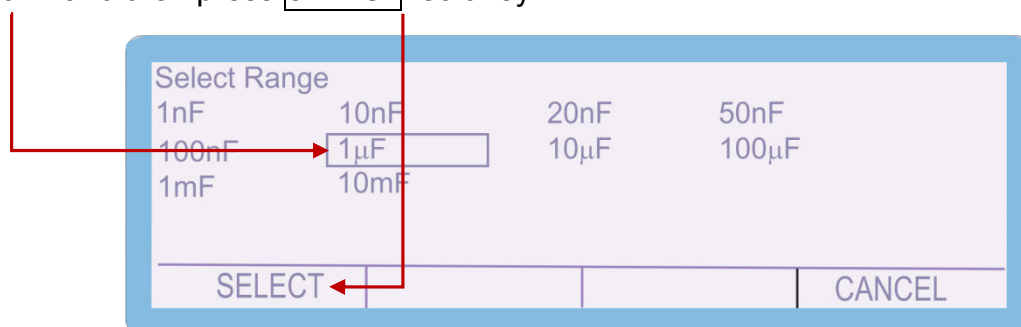 Select Range
1nF 10nF 20nF 50nF
100nF 1μF 10μF 100μF
1mF 10mF
SELECT CANCEL